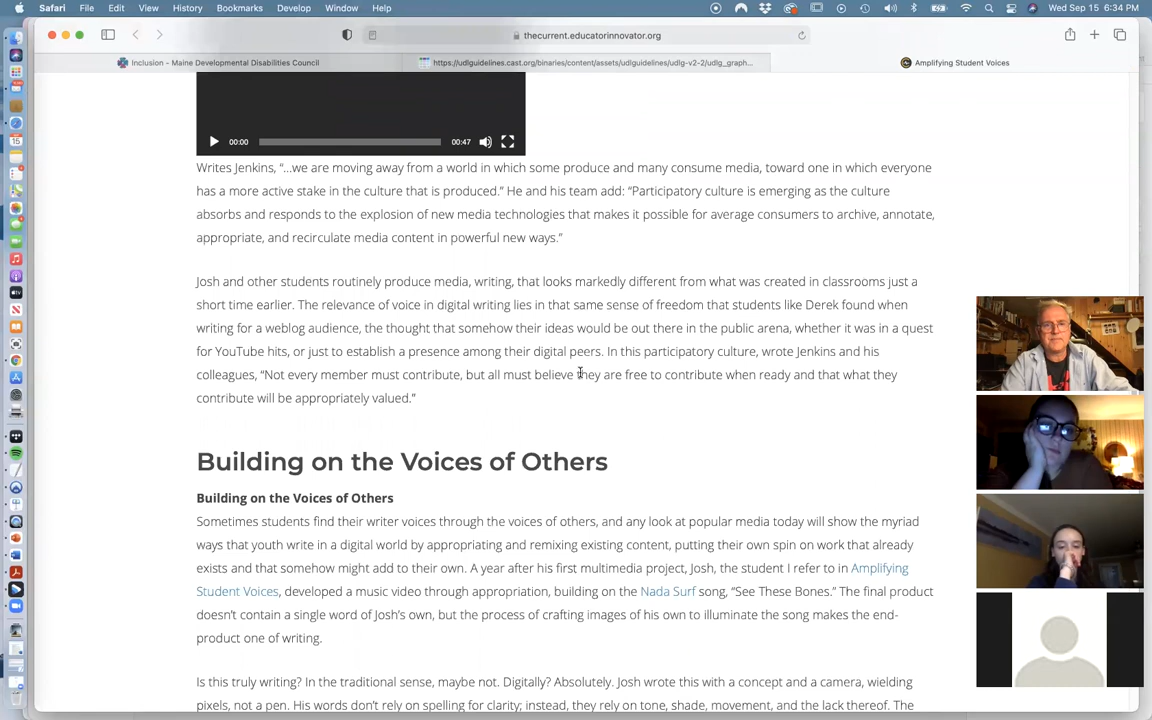 Safari File Edit View History Bookmarks Develop Window Help Wed Sep 15 6:34 PM
thecurrent.educatorinnovator.org
Inclusion - Maine Developmental Disabilities Council https://udlguidelines.cast.org/binaries/content/assets/udlguidelines/udlg-v2-2/udlg_graph... Amplifying Student Voices
00:00 00:47
Writes Jenkins, “…we are moving away from a world in which some produce and many consume media, toward one in which everyone
has a more active stake in the culture that is produced.” He and his team add: “Participatory culture is emerging as the culture
absorbs and responds to the explosion of new media technologies that makes it possible for average consumers to archive, annotate,
appropriate, and recirculate media content in powerful new ways.”
Josh and other students routinely produce media, writing, that looks markedly different from what was created in classrooms just a
short time earlier. The relevance of voice in digital writing lies in that same sense of freedom that students like Derek found when
writing for a weblog audience, the thought that somehow their ideas would be out there in the public arena, whether it was in a quest
for YouTube hits, or just to establish a presence among their digital peers. In this participatory culture, wrote Jenkins and his
colleagues, “Not every member must contribute, but all must believe they are free to contribute when ready and that what they
contribute will be appropriately valued.”
Building on the Voices of Others
Building on the Voices of Others
Sometimes students find their writer voices through the voices of others, and any look at popular media today will show the myriad
ways that youth write in a digital world by appropriating and remixing existing content, putting their own spin on work that already
exists and that somehow might add to their own. A year after his first multimedia project, Josh, the student I refer to in Amplifying
Student Voices, developed a music video through appropriation, building on the Nada Surf song, “See These Bones.” The final product
doesn’t contain a single word of Josh’s own, but the process of crafting images of his own to illuminate the song makes the end-
product one of writing.
Is this truly writing? In the traditional sense, maybe not. Digitally? Absolutely. Josh wrote this with a concept and a camera, wielding
pixels, not a pen. His words don’t rely on spelling for clarity; instead, they rely on tone, shade, movement, and the lack thereof. The